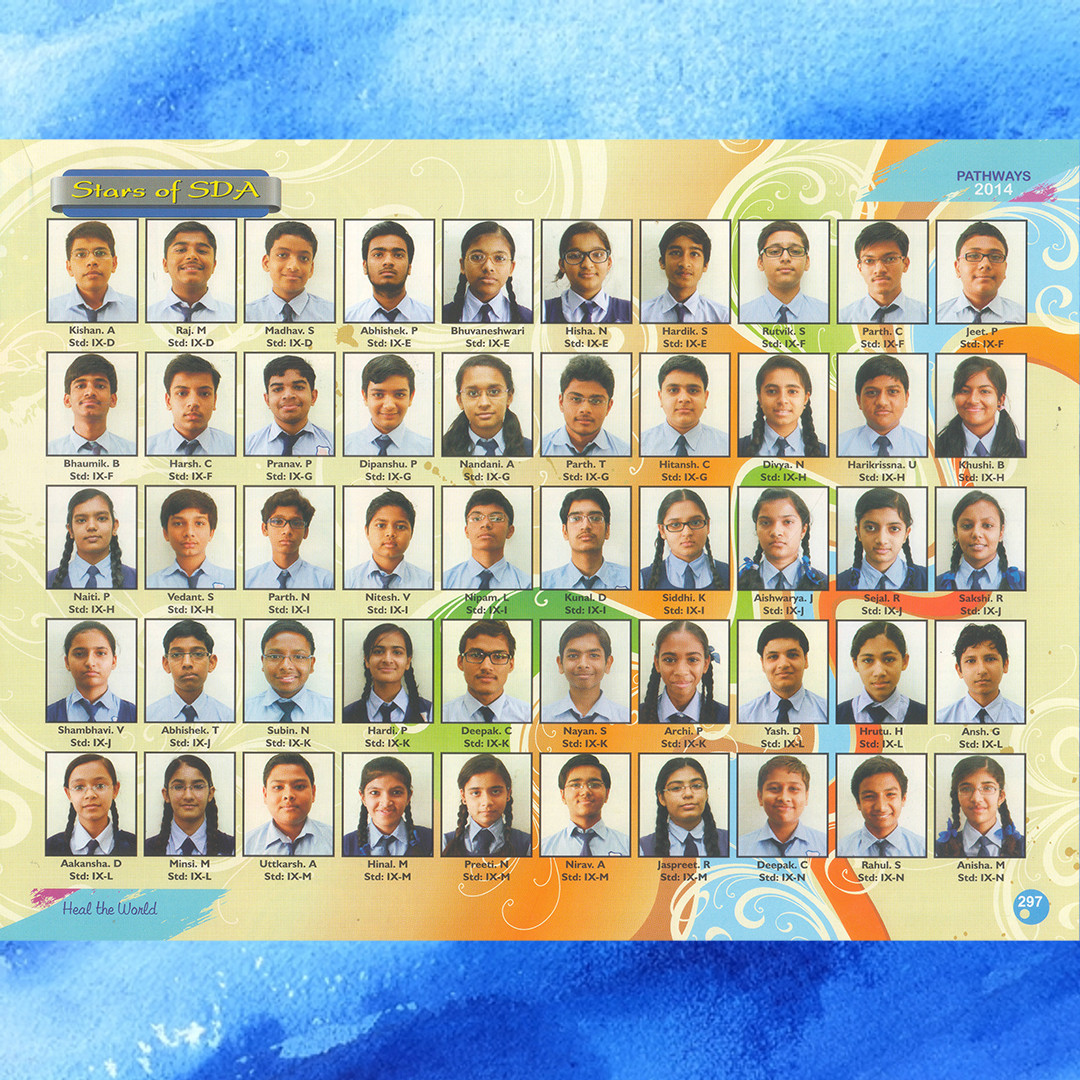 Stars of SDA
PATHWAYS
2014
Kishan. A Raj. M Madhav. S Abhishek. P Bhuvaneshwari Hisha. N Hardik. S Rutvik. S Parth. C Jeet. P
Std: IX-D Std: IX-D Std: IX-D Std: IX-E Std: IX-E Std: IX-E Std: IX-E Std: IX-F Std: IX-F Std: IX-F
Bhaumik. B Harsh. C Pranav. P Dipanshu. P Nandani. A Parth. T Hitansh. C Divya. N Harikrissna. U Khushi. B
Std: IX-F Std: IX-F Std: IX-G Std: IX-G Std: IX-G Std: IX-G Std: IX-G Std: IX-H Std: IX-H Std: IX-H
Naiti. P Vedant. S Parth. N Nitesh. V Nipam. L Kunal. D Siddhi. K Aishwarya. J Sejal. R Sakshi. R
Std: IX-H Std: IX-H Std: IX-I Std: IX-I Std: IX-I Std: IX-I Std: IX-I Std: IX-J Std: IX-J Std: IX-J
Shambhavi. V Abhishek. T Subin. N Hardi. P Deepak. C Nayan. S Archi. P Yash. D Hrutu. H Ansh. G
Std: IX-J Std: IX-J Std: IX-K Std: IX-K Std: IX-K Std: IX-K Std: IX-K Std: IX-L Std: IX-L Std: IX-L
Aakansha. D Minsi. M Uttkarsh. A Hinal. M Preeti. N Nirav. A Jaspreet. R Deepak. C Rahul. S Anisha. M
Std: IX-L Std: IX-L Std: IX-M Std: IX-M Std: IX-M Std: IX-M Std: IX-M Std: IX-N Std: IX-N Std: IX-N
Heal the World
297